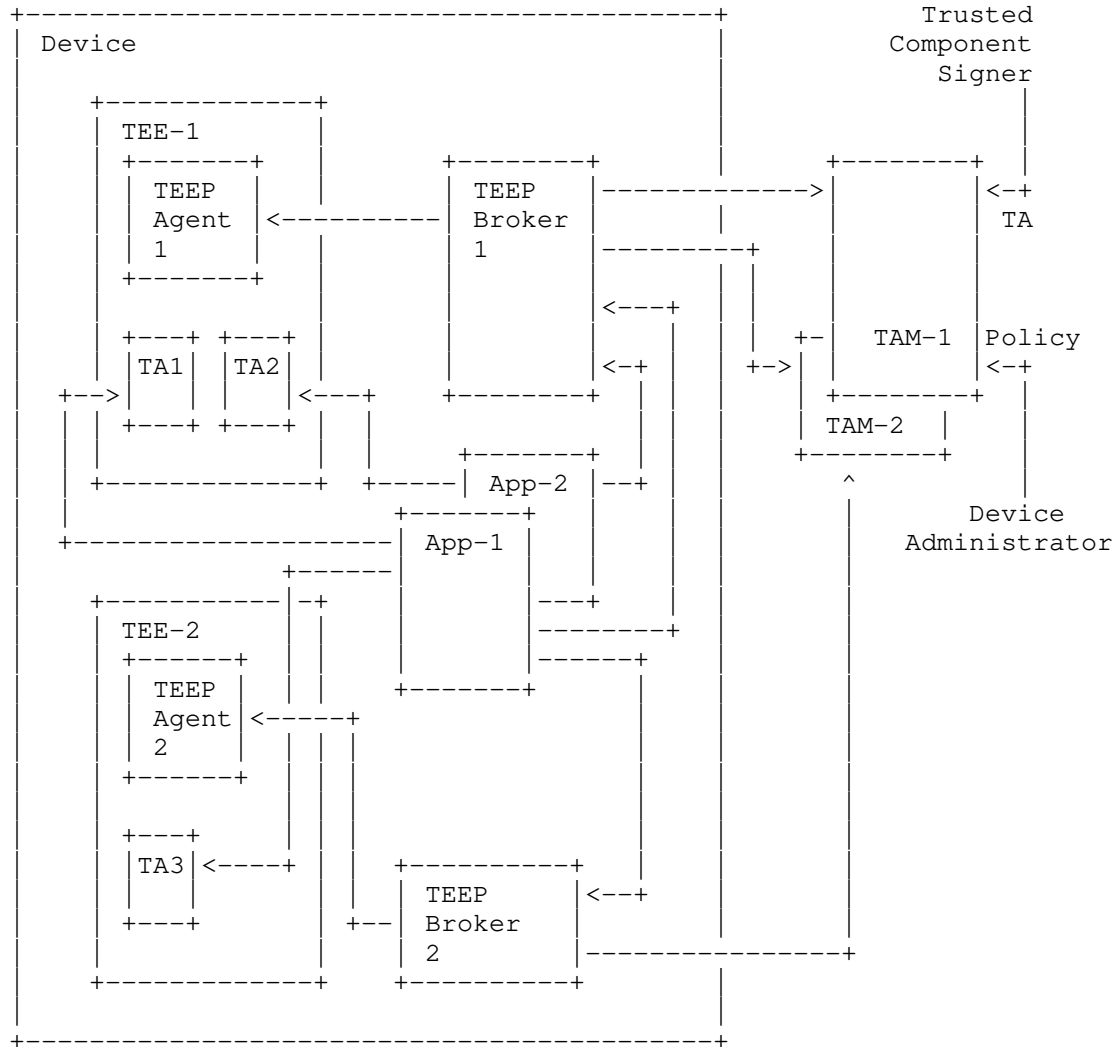 Trusted
Device Component
Signer
TEE-1
TEEP TEEP
Agent Broker TA
1 1
TAM-1 Policy
TA1 TA2
TAM-2
App-2
Device
App-1 Administrator
TEE-2
TEEP
Agent
2
TA3
TEEP
Broker
2